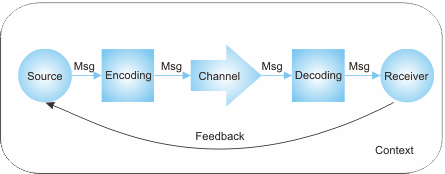 Msg Msg Msg Msg
Source Encoding Channel Decoding Receiver
Feedback
Context